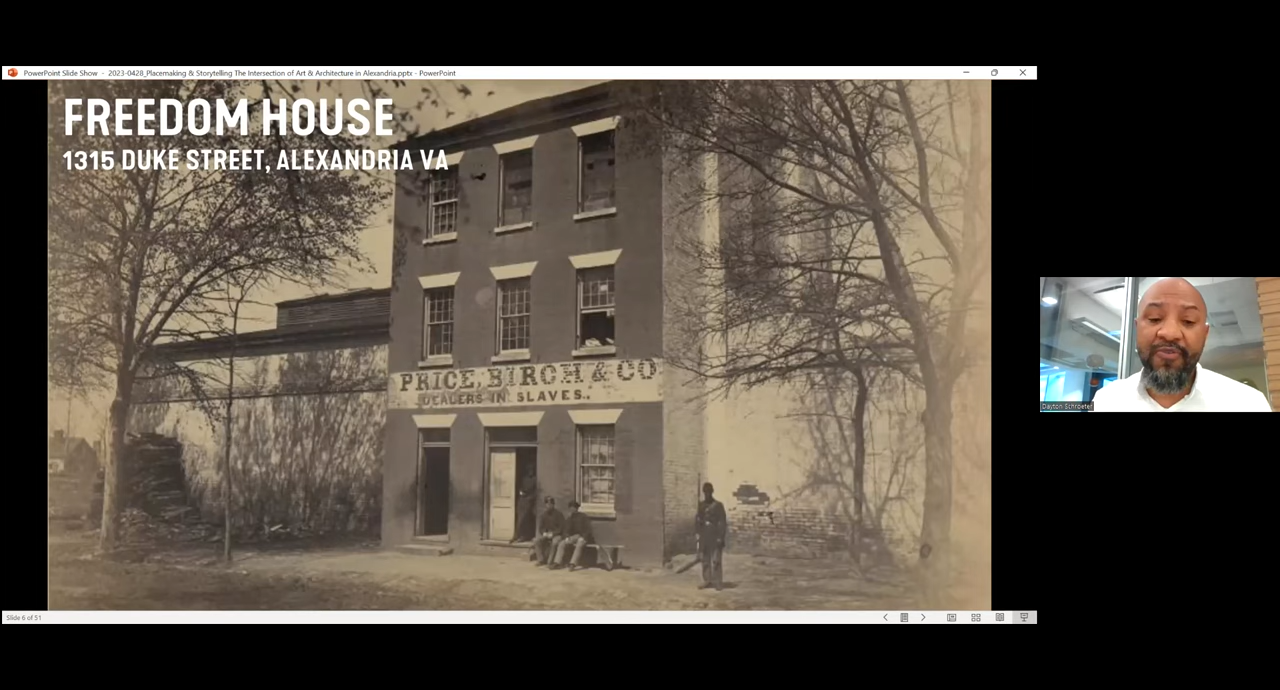 PowerPoint Slide Show - 2023-0428_Placemaking & Storytelling The Intersection of Art & Architecture in Alexandria.pptx - PowerPoint
FREEDOM HOUSE
1315 DUKE STREET, ALEXANDRIA VA
PRICE, BIRCH & CO
DEALERS IN SLAVES.
Dayton Schroeter
Slide 6 of 51